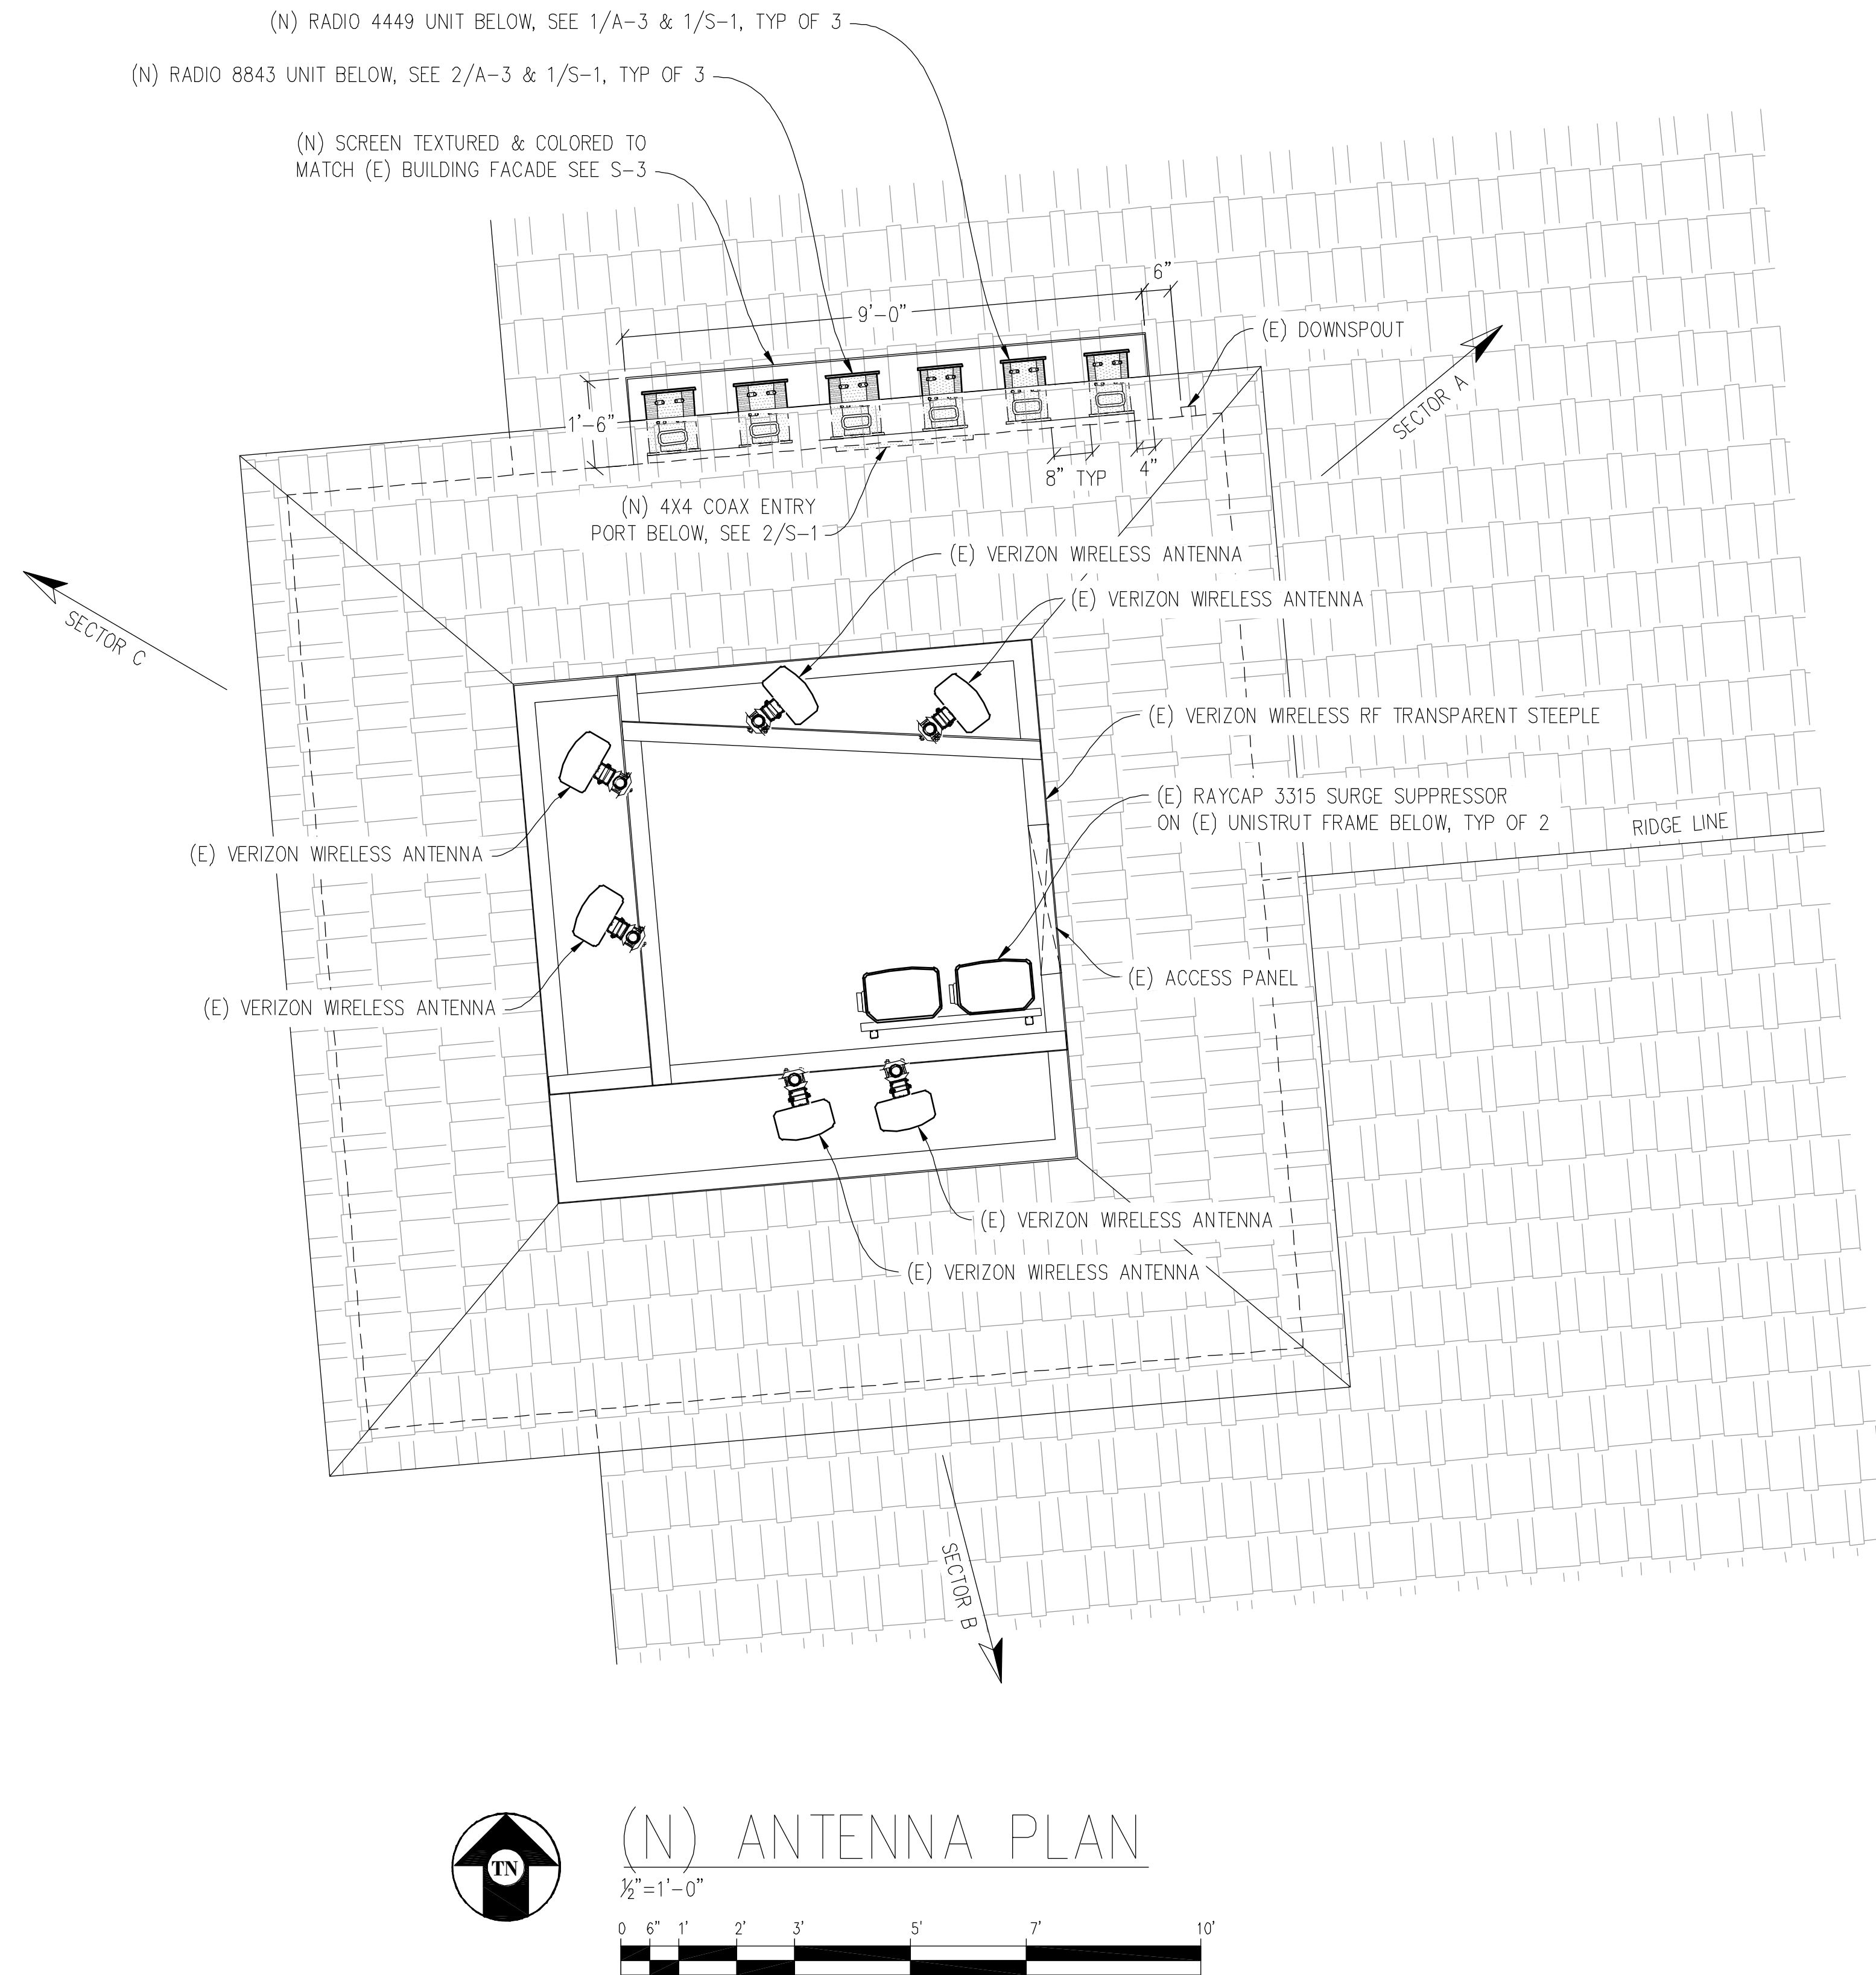 (N) RADIO 4449 UNIT BELOW, SEE 1/A-3 & 1/S-1, TYP OF 3
(N) RADIO 8843 UNIT BELOW, SEE 2/A-3 & 1/S-1, TYP OF 3
(N) SCREEN TEXTURED & COLORED TO
MATCH (E) BUILDING FACADE SEE S-3
6"
9'-0"
(E) DOWNSPOUT
SECTOR A
1'-6"
8" TYP
4"
(N) 4X4 COAX ENTRY
PORT BELOW, SEE 2/S-1
(E) VERIZON WIRELESS ANTENNA
(E) VERIZON WIRELESS ANTENNA
SECTOR C
(E) VERIZON WIRELESS RF TRANSPARENT STEEPLE
(E) RAYCAP 3315 SURGE SUPPRESSOR
ON (E) UNISTRUT FRAME BELOW, TYP OF 2
RIDGE LINE
(E) VERIZON WIRELESS ANTENNA
(E) ACCESS PANEL
(E) VERIZON WIRELESS ANTENNA
(E) VERIZON WIRELESS ANTENNA
(E) VERIZON WIRELESS ANTENNA
SECTOR B
TN
(N) ANTENNA PLAN
½"=1'-0"
0 6" 1' 2' 3' 5' 7' 10'